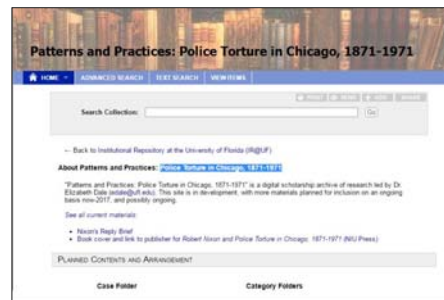 Patterns and Practices: Police Torture in Chicago, 1871-1971
HOME
ADVANCED SEARCH
TEXT SEARCH
VIEW ITEMS
PRINT SEND ADD SHARE
Search Collection:
Go
← Back to Institutional Repository at the University of Florida (IR@UF)
About Patterns and Practices: Police Torture in Chicago, 1871-1971
"Patterns and Practices: Police Torture in Chicago, 1871-1971" is a digital scholarship archive of research led by Dr.
Elizabeth Dale (edale@ufl.edu). This site is in development, with more materials planned for inclusion on an ongoing
basis now-2017, and possibly ongoing.
See all current materials:
• Nixon's Reply Brief
• Book cover and link to publisher for Robert Nixon and Police Torture in Chicago, 1871-1971 (NIU Press)
PLANNED CONTENTS AND ARRANGEMENT
Case Folder
Category Folders